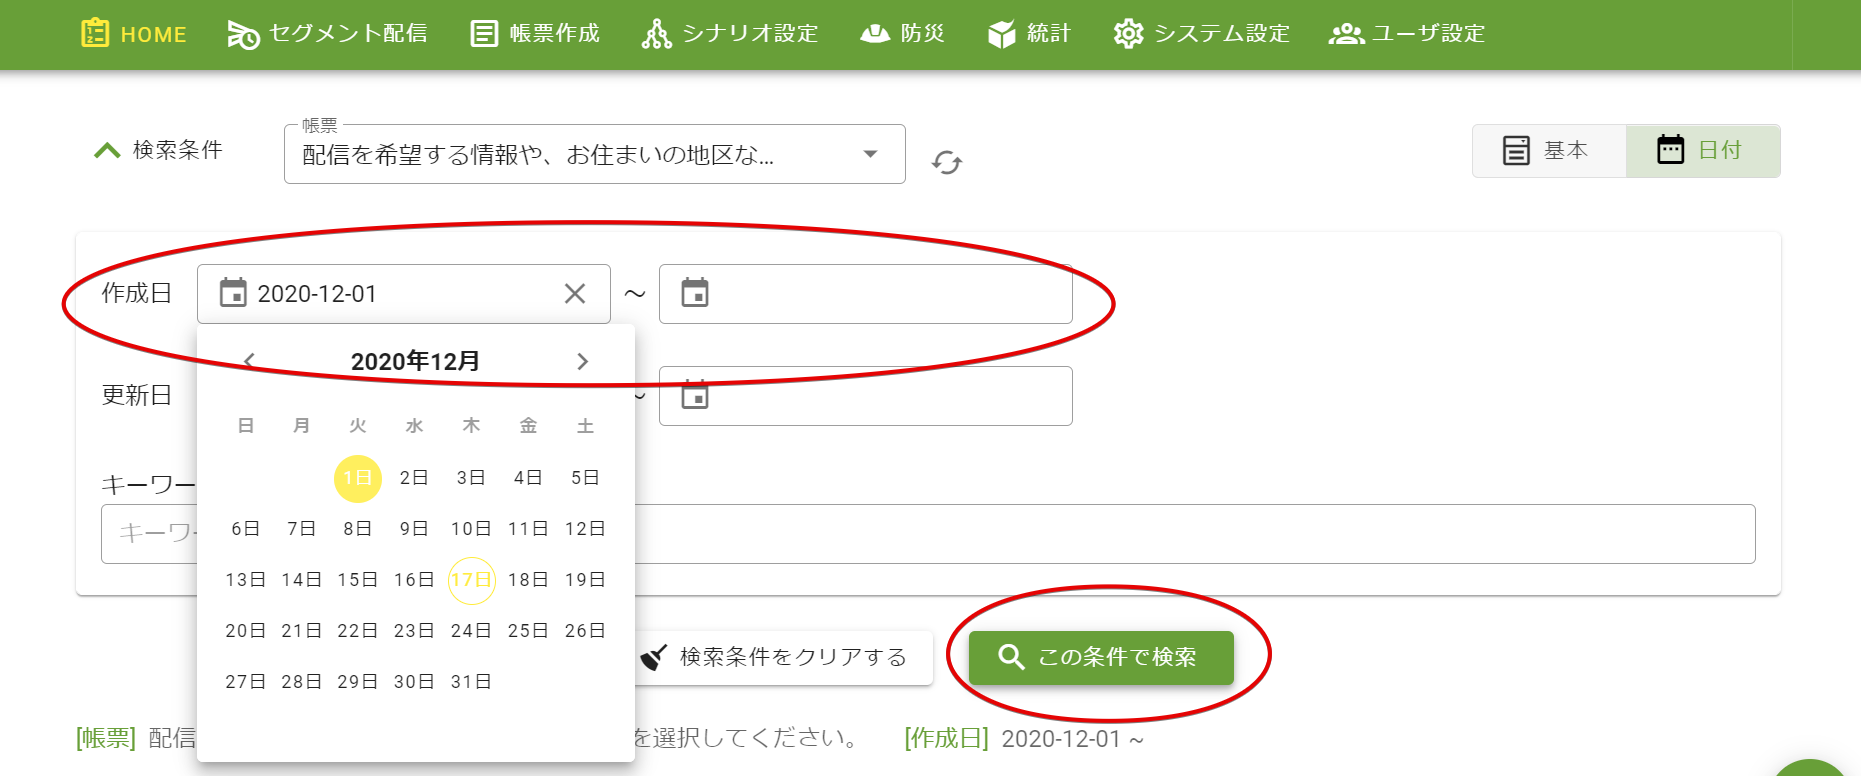 HOME セグメント配信 帳票作成 シナリオ設定 防災 統計 システム設定 ユーザ設定
帳票
検索条件 配信を希望する情報や、お住まいの地区な... 基本 日付
作成日 2020-12-01 ～
2020年12月
更新日 ～
日 月 火 水 木 金 土
1日 2日 3日 4日 5日
キーワー
6日 7日 8日 9日 10日 11日 12日
キーワー
13日 14日 15日 16日 17日 18日 19日
20日 21日 22日 23日 24日 25日 26日
検索条件をクリアする この条件で検索
27日 28日 29日 30日 31日
[帳票] 配信 を選択してください。 [作成日] 2020-12-01 ~